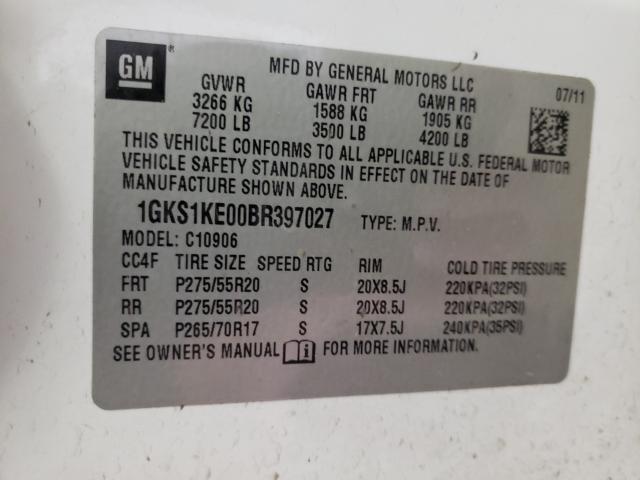 GM
MFD BY GENERAL MOTORS LLC
07/11
GVWR GAWR FRT GAWR RR
3266 KG 1588 KG 1905 KG
7200 LB 3500 LB 4200 LB
THIS VEHICLE CONFORMS TO ALL APPLICABLE U.S. FEDERAL MOTOR
VEHICLE SAFETY STANDARDS IN EFFECT ON THE DATE OF
MANUFACTURE SHOWN ABOVE.
1GKS1KE00BR397027 TYPE: M.P.V.
MODEL: C10906
CC4F TIRE SIZE SPEED RTG RIM COLD TIRE PRESSURE
FRT P275/55R20 S 20X8.5J 220KPA(32PSI)
RR P275/55R20 S 20X8.5J 220KPA(32PSI)
SPA P265/70R17 S 17X7.5J 240KPA(35PSI)
SEE OWNER'S MANUAL FOR MORE INFORMATION.